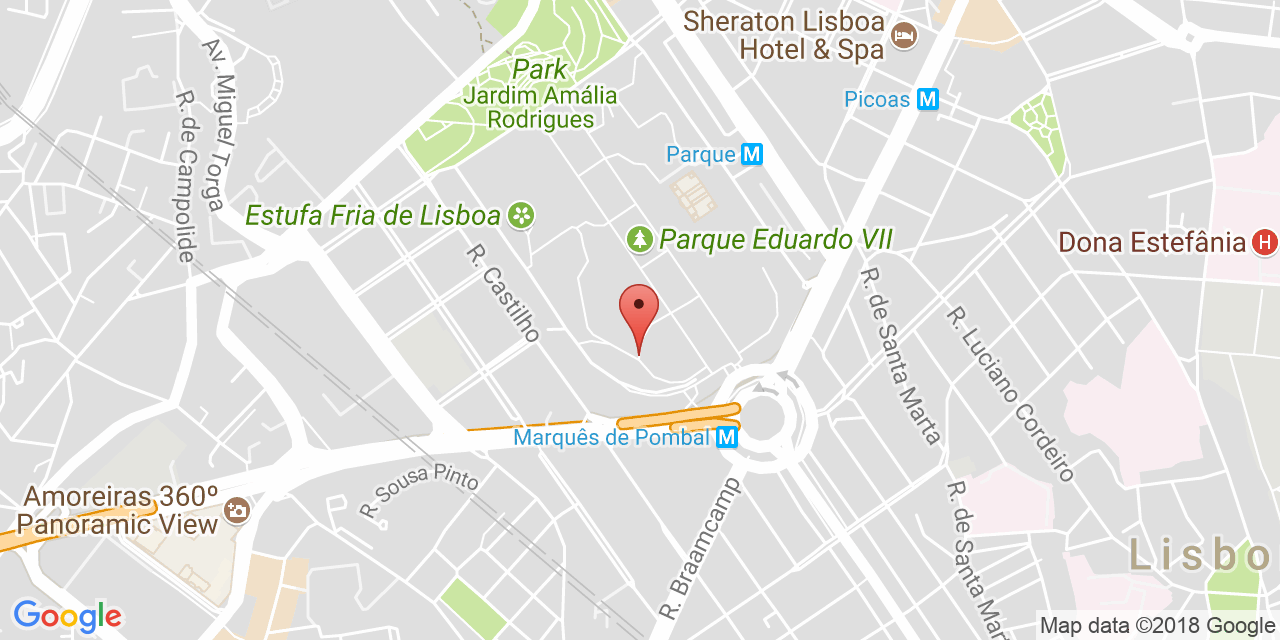 Sheraton Lisboa
Hotel & Spa
Park
Jardim Amália
Rodrigues
Picoas M
Av. Miguel Torga
R. de Campolide
Parque M
Estufa Fria de Lisboa
Parque Eduardo VII
Dona Estefânia H
R. Castilho
R. de Santa Marta
R. Luciano Cordeiro
Marquês de Pombal M
R. Sousa Pinto
Amoreiras 360º
Panoramic View
R. Braamcamp
R. de Santa Mar
Lisbo
Google
Map data ©2018 Google